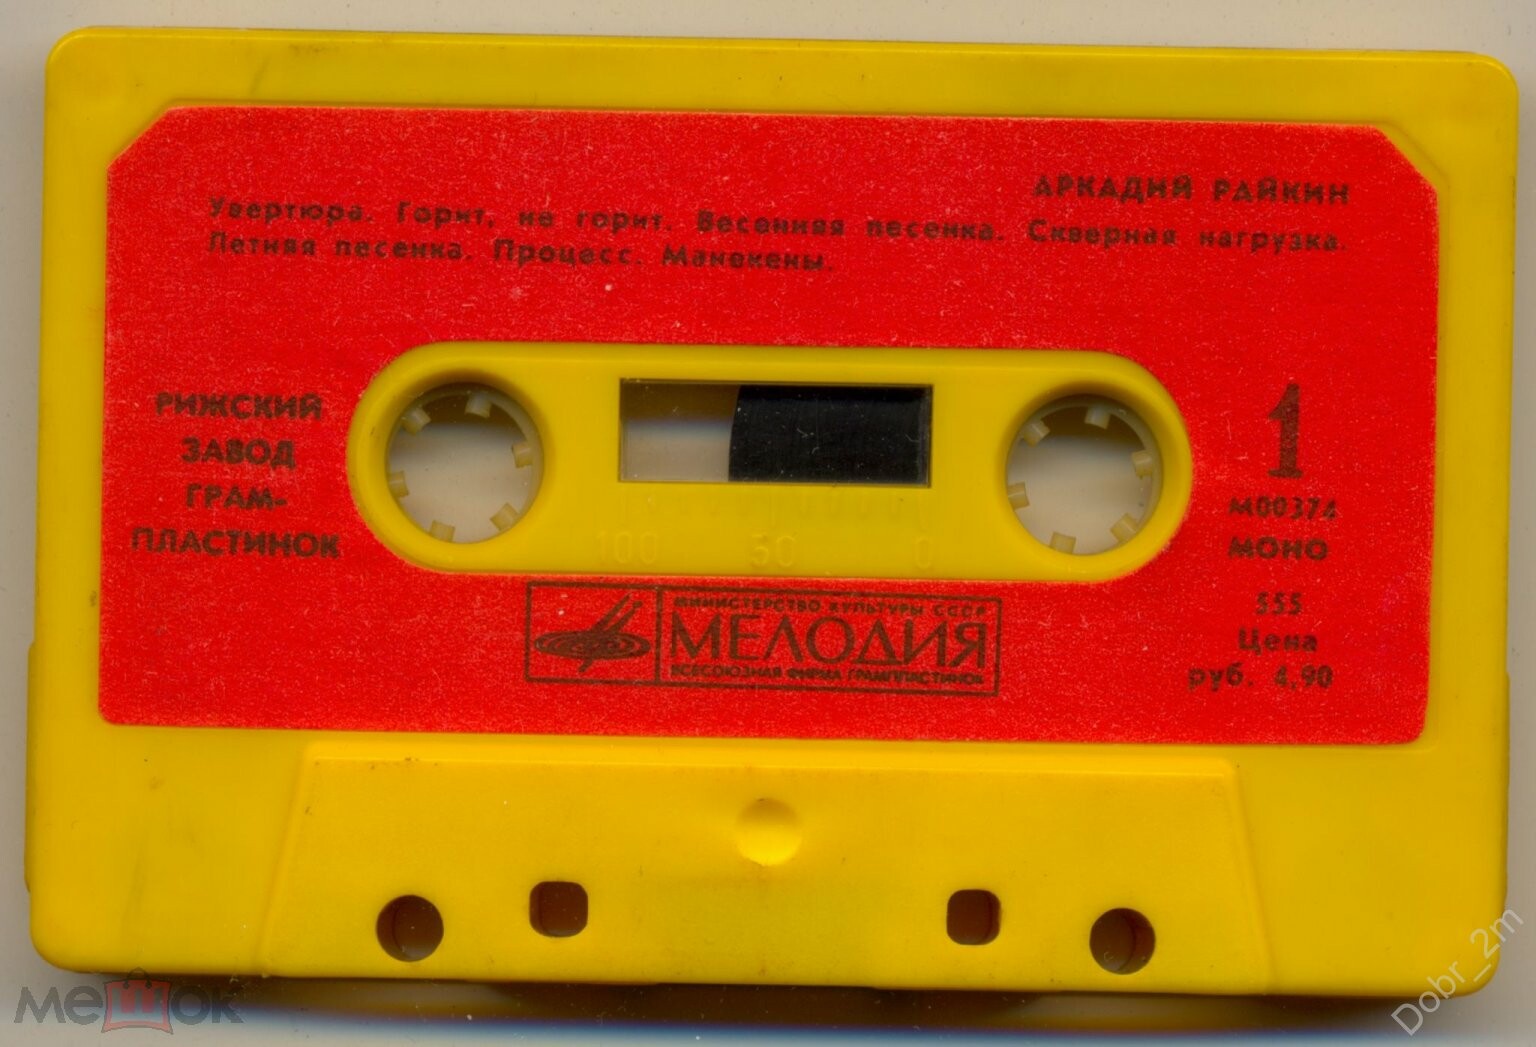 АРКАДИЙ РАЙКИН
Увертюра. Горит, не горит. Весенняя песенка. Скверная нагрузка.
Летняя песенка. Процесс. Манекены.
РИЖСКИЙ
ЗАВОД
ГРАМ-
ПЛАСТИНОК
1
М00374
МОНО
100 50 0
МИНИСТЕРСТВО КУЛЬТУРЫ СССР
МЕЛОДИЯ
ВСЕСОЮЗНАЯ ФИРМА ГРАМПЛАСТИНОК
555
Цена
руб. 4,90
мешок
Dobr_2m